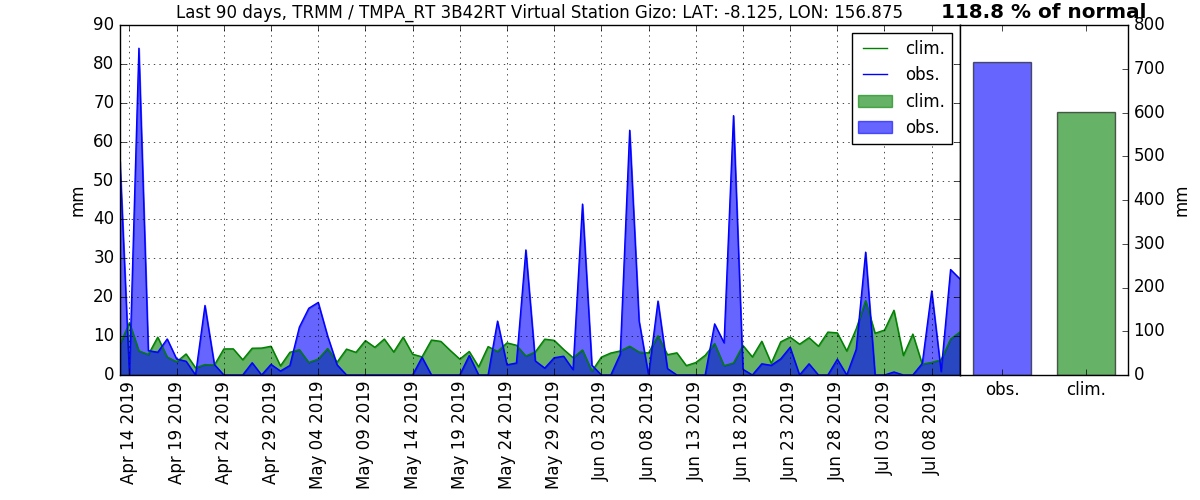 Last 90 days, TRMM / TMPA_RT 3B42RT Virtual Station Gizo: LAT: -8.125, LON: 156.875
118.8 % of normal
90
80
70
60
50
40
30
20
10
0
mm
clim.
obs.
clim.
obs.
800
700
600
500
400
300
200
100
0
mm
Apr 14 2019
Apr 19 2019
Apr 24 2019
Apr 29 2019
May 04 2019
May 09 2019
May 14 2019
May 19 2019
May 24 2019
May 29 2019
Jun 03 2019
Jun 08 2019
Jun 13 2019
Jun 18 2019
Jun 23 2019
Jun 28 2019
Jul 03 2019
Jul 08 2019
obs.
clim.